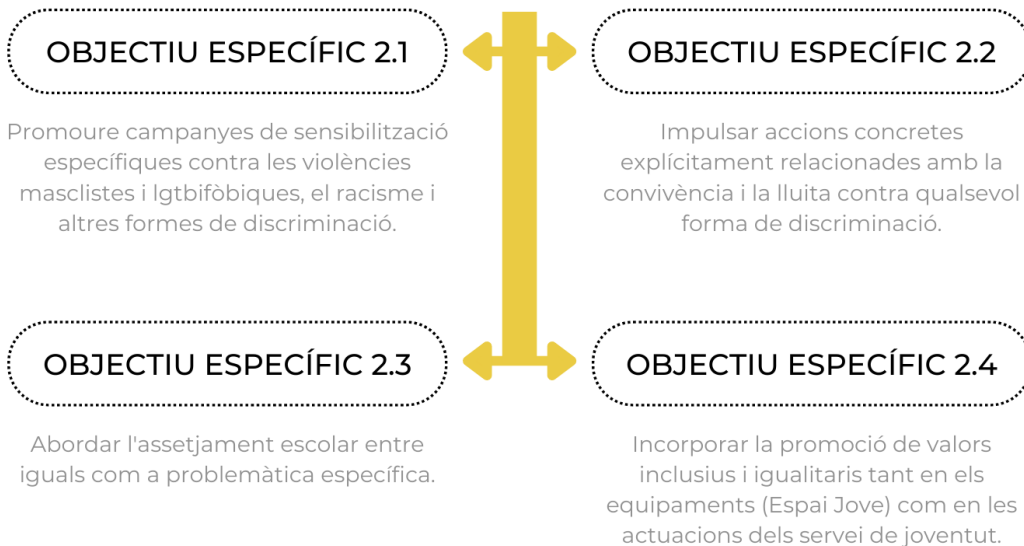 OBJECTIU ESPECÍFIC 2.1
Promoure campanyes de sensibilització
específiques contra les violències
masclistes i lgtbifòbiques, el racisme i
altres formes de discriminació.
OBJECTIU ESPECÍFIC 2.2
Impulsar accions concretes
explícitament relacionades amb la
convivència i la lluita contra qualsevol
forma de discriminació.
OBJECTIU ESPECÍFIC 2.3
Abordar l'assetjament escolar entre
iguals com a problemàtica específica.
OBJECTIU ESPECÍFIC 2.4
Incorporar la promoció de valors
inclusius i igualitaris tant en els
equipaments (Espai Jove) com en les
actuacions dels servei de joventut.